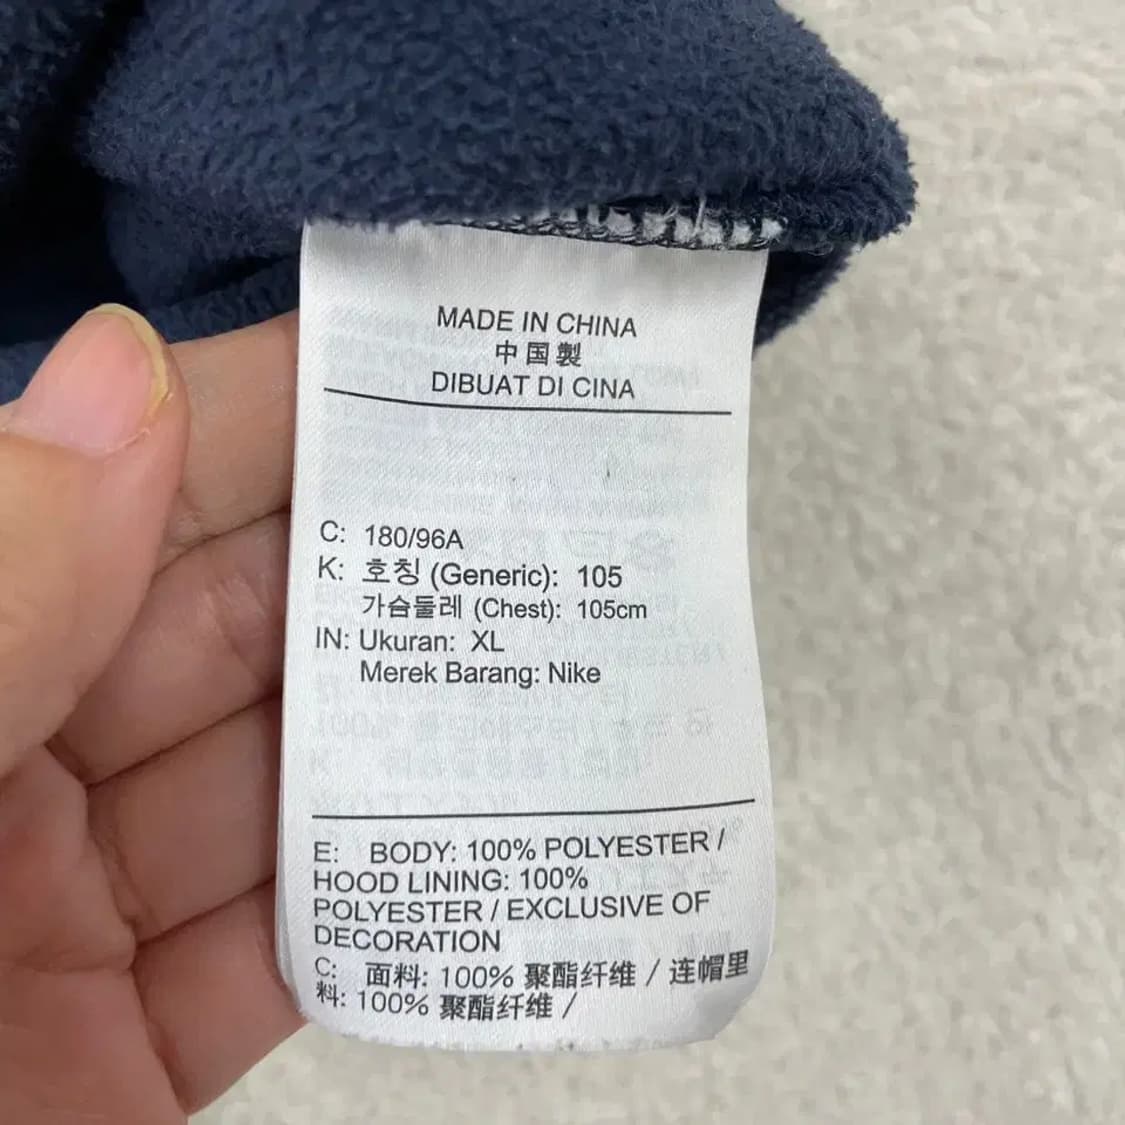 MADE IN CHINA
中国製
DIBUAT DI CINA
C: 180/96A
K: 호칭 (Generic): 105
가슴둘레 (Chest): 105cm
IN: Ukuran: XL
Merek Barang: Nike
E: BODY: 100% POLYESTER /
HOOD LINING: 100%
POLYESTER / EXCLUSIVE OF
DECORATION
C: 面料: 100% 聚酯纤维 / 连帽里
料: 100% 聚酯纤维 /